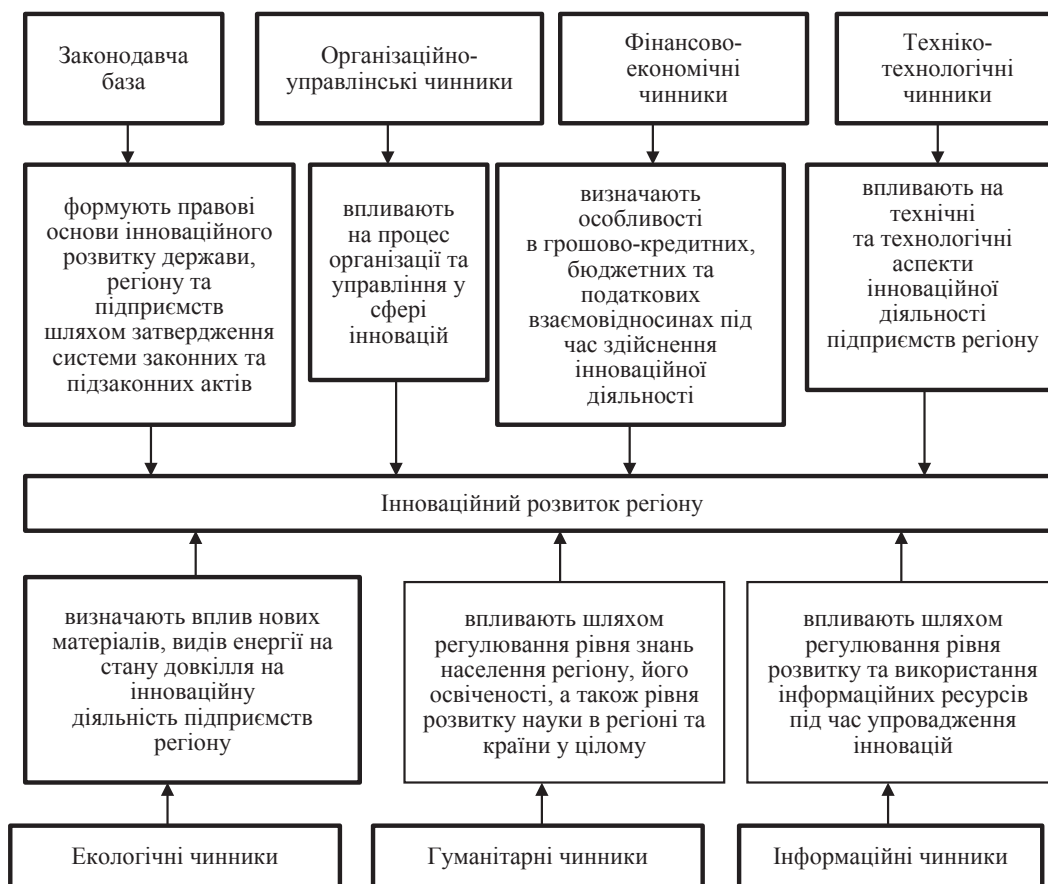 Законодавча
база
Організаційно-
управлінські чинники
Фінансово-
економічні
чинники
Техніко-
технологічні
чинники
формують правові
основи інноваційного
розвитку держави,
регіону та
підприємств
шляхом затвердження
системи законних та
підзаконних актів
впливають
на процес
організації та
управління у
сфері
інновацій
визначають
особливості
в грошово-кредитних,
бюджетних та
податкових
взаємовідносинах під
час здійснення
інноваційної
діяльності
впливають на
технічні
та технологічні
аспекти
інноваційної
діяльності
підприємств регіону
Інноваційний розвиток регіону
визначають вплив нових
матеріалів, видів енергії на
стану довкілля на
інноваційну
діяльність підприємств
регіону
впливають шляхом
регулювання рівня знань
населення регіону, його
освіченості, а також рівня
розвитку науки в регіоні та
країни у цілому
впливають шляхом
регулювання рівня
розвитку та використання
інформаційних ресурсів
під час упровадження
інновацій
Екологічні чинники
Гуманітарні чинники
Інформаційні чинники